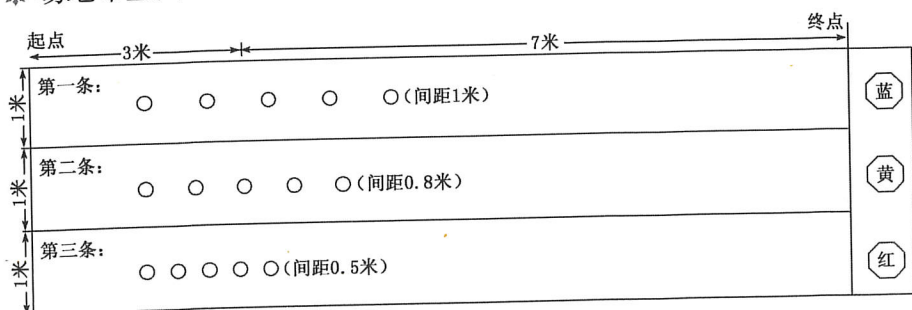 起点
3米
7米
终点
1米
第一条：
(间距1米)
蓝
1米
第二条：
(间距0.8米)
黄
1米
第三条：
(间距0.5米)
红